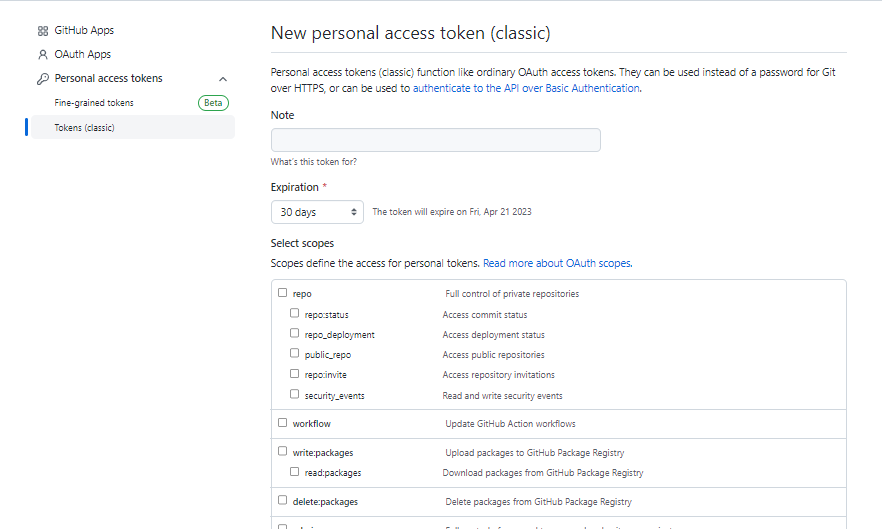 GitHub Apps
OAuth Apps
Personal access tokens
Fine-grained tokens Beta
Tokens (classic)
New personal access token (classic)
Personal access tokens (classic) function like ordinary OAuth access tokens. They can be used instead of a password for Git
over HTTPS, or can be used to authenticate to the API over Basic Authentication.
Note
What's this token for?
Expiration *
30 days The token will expire on Fri, Apr 21 2023
Select scopes
Scopes define the access for personal tokens. Read more about OAuth scopes.
repo Full control of private repositories
repo:status Access commit status
repo_deployment Access deployment status
public_repo Access public repositories
repo:invite Access repository invitations
security_events Read and write security events
workflow Update GitHub Action workflows
write:packages Upload packages to GitHub Package Registry
read:packages Download packages from GitHub Package Registry
delete:packages Delete packages from GitHub Package Registry